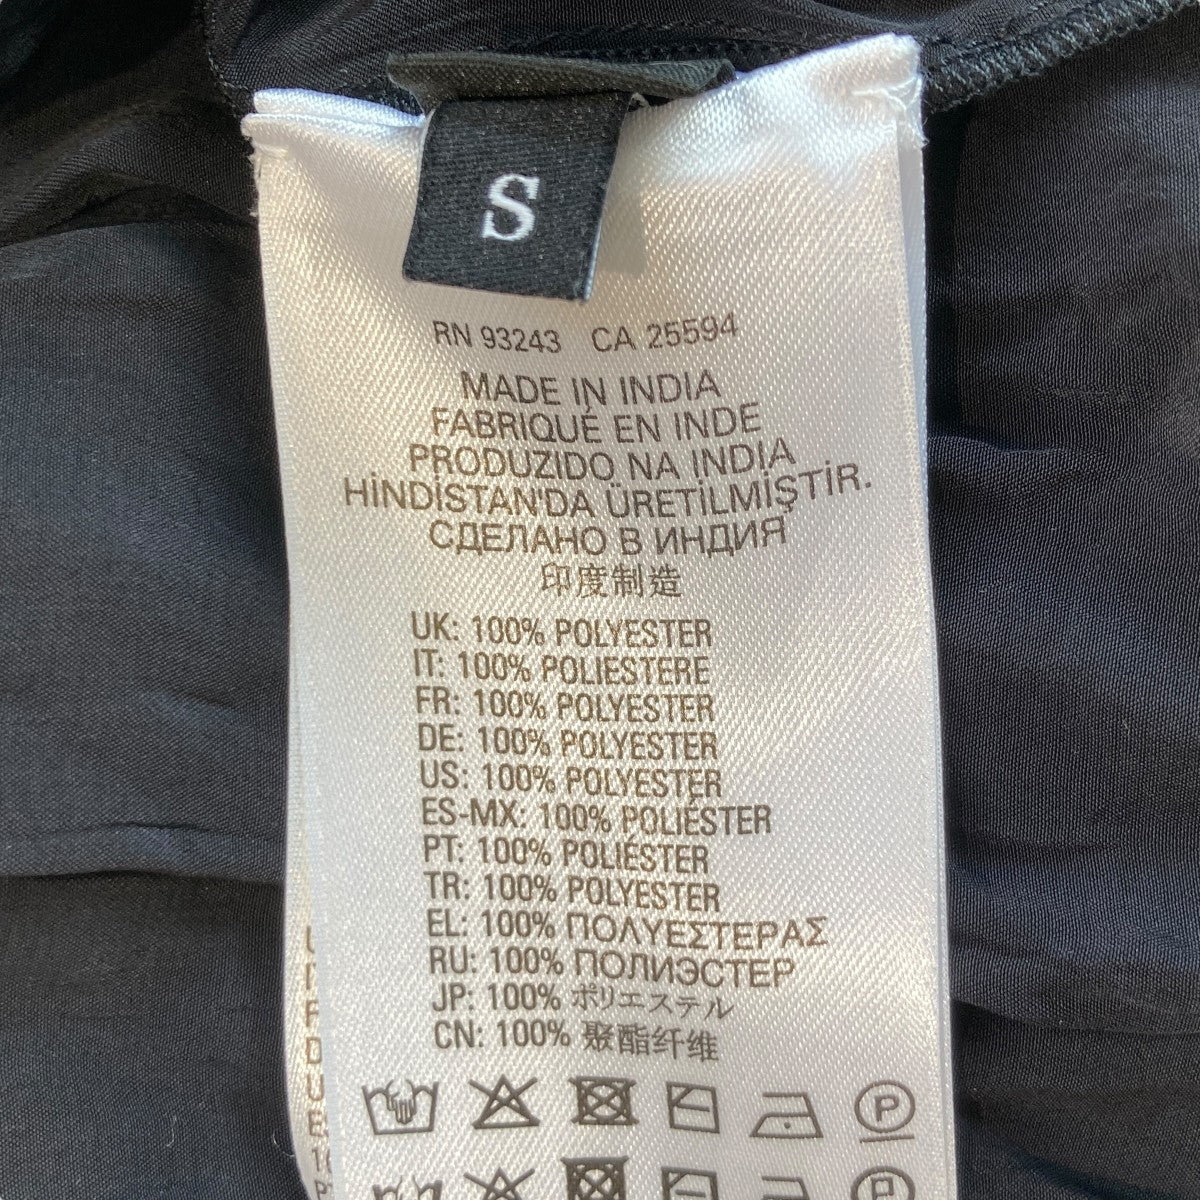 S
RN 93243 CA 25594
MADE IN INDIA
FABRIQUÉ EN INDE
PRODUZIDO NA INDIA
HİNDİSTAN'DA ÜRETİLMİŞTİR.
СДЕЛАНО В ИНДИЯ
印度制造
UK: 100% POLYESTER
IT: 100% POLIESTERE
FR: 100% POLYESTER
DE: 100% POLYESTER
US: 100% POLYESTER
ES-MX: 100% POLIÉSTER
PT: 100% POLIÉSTER
TR: 100% POLYESTER
EL: 100% ΠΟΛΥΕΣΤΕΡΑΣ
RU: 100% ПОЛИЭСТЕР
JP: 100% ポリエステル
CN: 100% 聚酯纤维
P
P